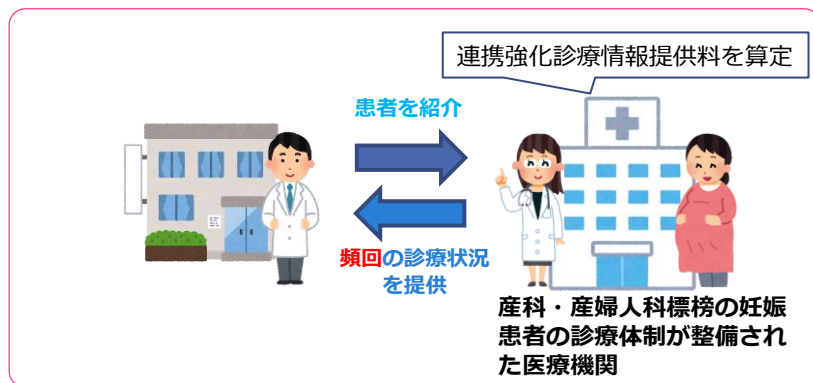 連携強化診療情報提供料を算定
患者を紹介
頻回の診療状況
を提供
産科・産婦人科標榜の妊娠
患者の診療体制が整備され
た医療機関